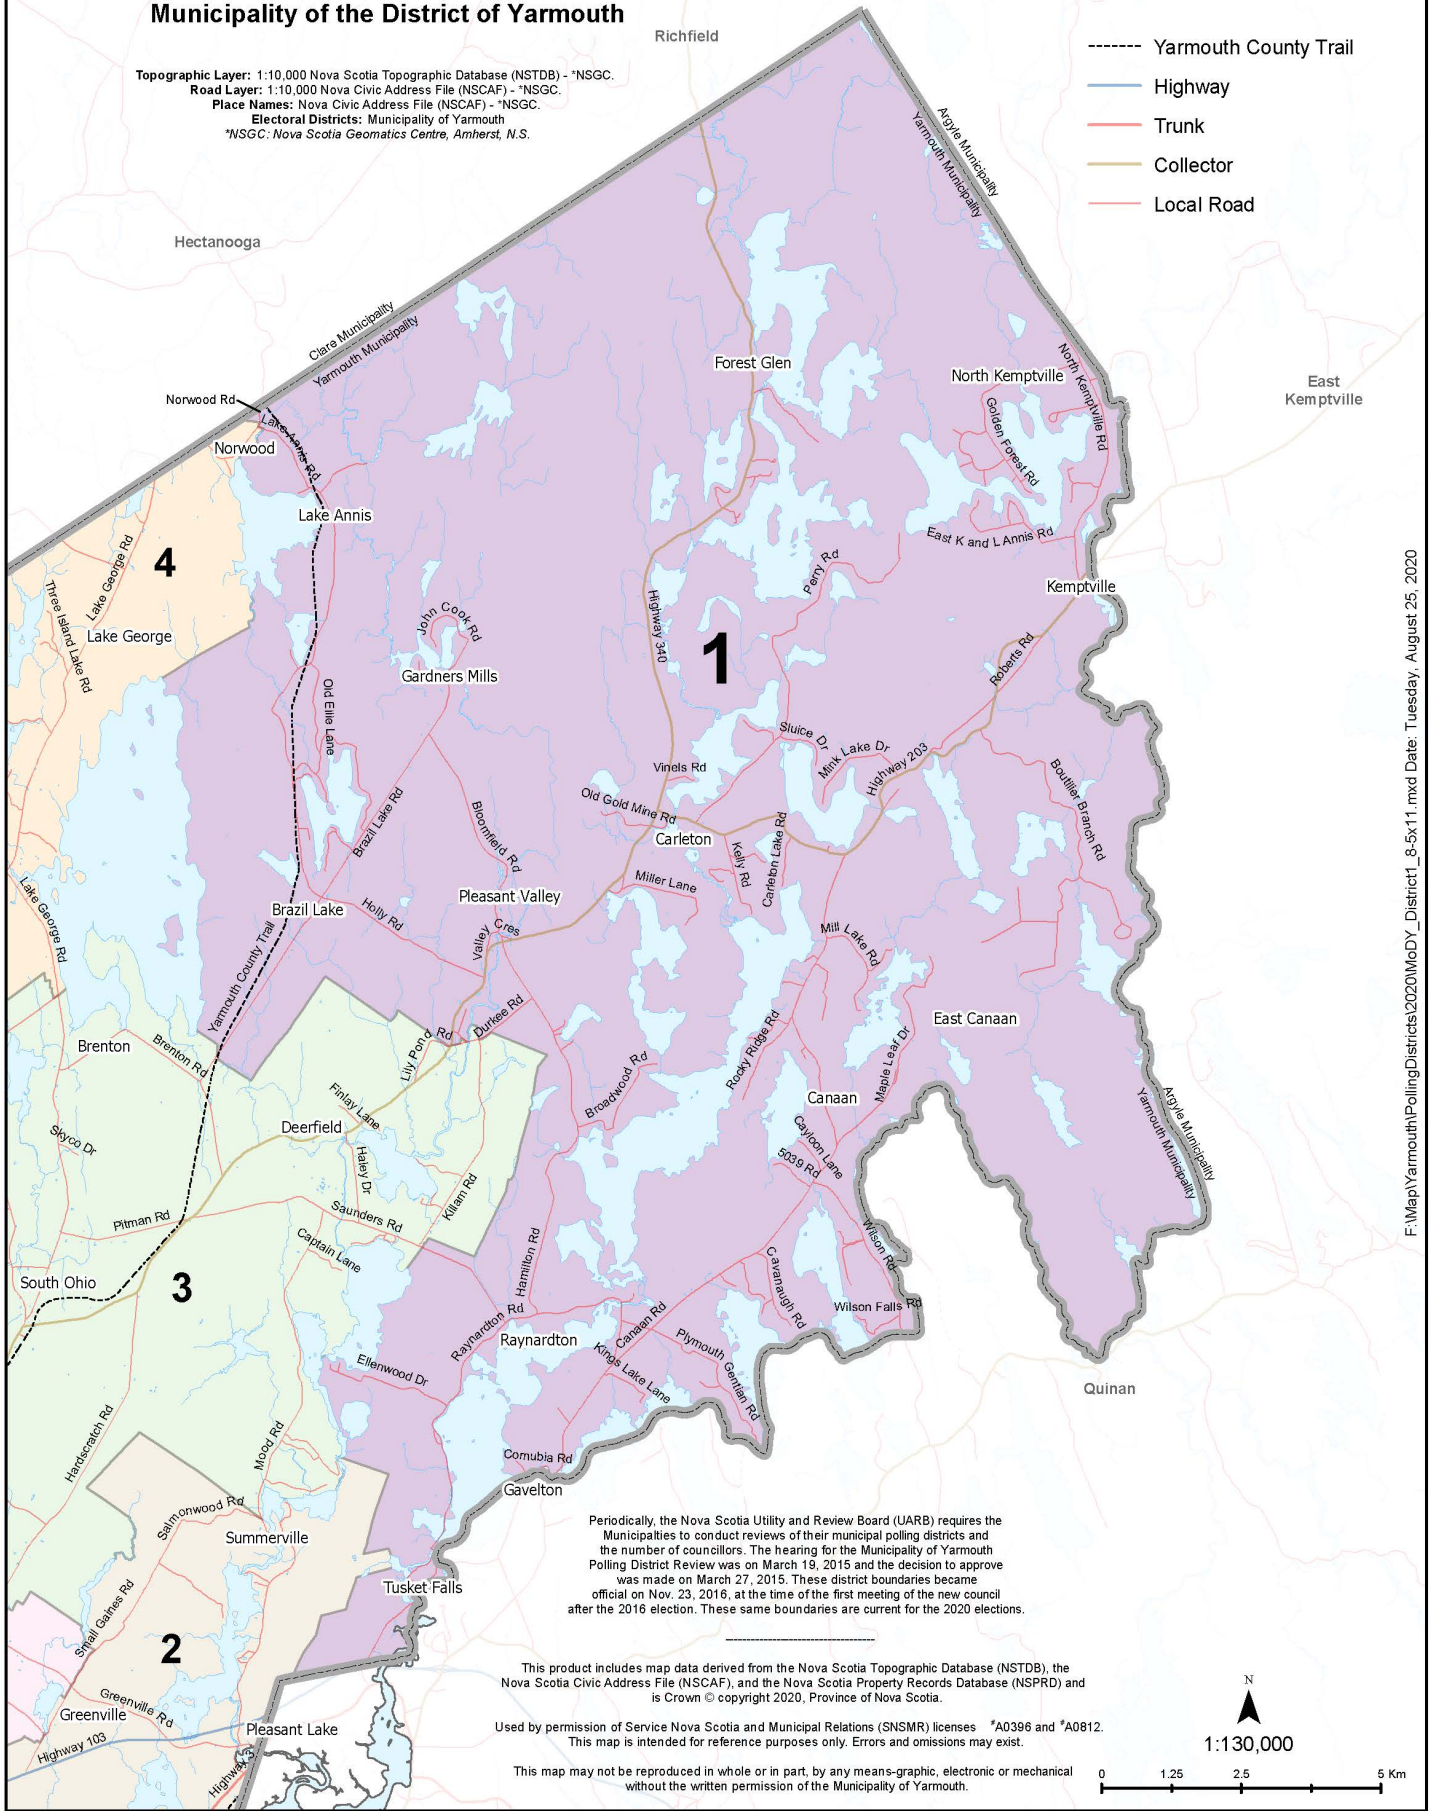 Municipality of the District of Yarmouth
Topographic Layer: 1:10,000 Nova Scotia Topographic Database (NSTDB) - *NSGC.
Road Layer: 1:10,000 Nova Civic Address File (NSCAF) - *NSGC.
Place Names: Nova Civic Address File (NSCAF) - *NSGC.
Electoral Districts: Municipality of Yarmouth
*NSGC: Nova Scotia Geomatics Centre, Amherst, N.S.
Yarmouth County Trail
Highway
Trunk
Collector
Local Road
Richfield
Argyle Municipality
Yarmouth Municipality
Hectanooga
Clare Municipality
Yarmouth Municipality
Forest Glen
North Kemptville
North Kemptville Rd
East
Kemptville
Norwood Rd
Lake Annis Rd
Golden Forest Rd
Norwood
Lake Annis
East K and L Annis Rd
4
Lake George Rd
Perry Rd
Kemptville
Three Island Lake Rd
Lake George
John Cook Rd
Highway 340
1
Gardners Mills
Roberts Rd
Old Ellie Lane
Sluice Dr
Mink Lake Dr
Highway 203
Vinels Rd
Boutilier Branch Rd
Old Gold Mine Rd
Brazil Lake Rd
Bloomfield Rd
Carleton
Kelly Rd
Carleton Lake Rd
Miller Lane
Pleasant Valley
Lake George Rd
Brazil Lake
Holly Rd
Valley Cres
Mill Lake Rd
Yarmouth County Trail
Durkee Rd
East Canaan
Brenton
Brenton Rd
Lily Pond Rd
Rocky Ridge Rd
Maple Leaf Dr
Broadwood Rd
Finlay Lane
Canaan
Deerfield
Skyco Dr
Cayloon Lane
Argyle Municipality
Yarmouth Municipality
Haley Dr
5039 Rd
Killam Rd
Pitman Rd
Saunders Rd
Captain Lane
Hamilton Rd
Wilson Rd
South Ohio
3
Cavanaugh Rd
Wilson Falls Rd
Raynardton Rd
Raynardton
Canaan Rd
Plymouth Gentian Rd
Kings Lake Lane
Ellenwood Dr
Quinan
Hardscratch Rd
Mood Rd
Cornubia Rd
Gavelton
Salmonwood Rd
Summerville
Tusket Falls
Small Gaines Rd
2
Greenville Rd
Greenville
Pleasant Lake
Highway 103
Highway 3
Periodically, the Nova Scotia Utility and Review Board (UARB) requires the
Municipalties to conduct reviews of their municipal polling districts and
the number of councillors. The hearing for the Municipality of Yarmouth
Polling District Review was on March 19, 2015 and the decision to approve
was made on March 27, 2015. These district boundaries became
official on Nov. 23, 2016, at the time of the first meeting of the new council
after the 2016 election. These same boundaries are current for the 2020 elections.
This product includes map data derived from the Nova Scotia Topographic Database (NSTDB), the
Nova Scotia Civic Address File (NSCAF), and the Nova Scotia Property Records Database (NSPRD) and
is Crown © copyright 2020, Province of Nova Scotia.
Used by permission of Service Nova Scotia and Municipal Relations (SNSMR) licenses #A0396 and #A0812.
This map is intended for reference purposes only. Errors and omissions may exist.
This map may not be reproduced in whole or in part, by any means-graphic, electronic or mechanical
without the written permission of the Municipality of Yarmouth.
N
1:130,000
0 1.25 2.5 5 Km
F:\Map\Yarmouth\PollingDistricts\2020\MoDY_District1_8-5x11.mxd Date: Tuesday, August 25, 2020